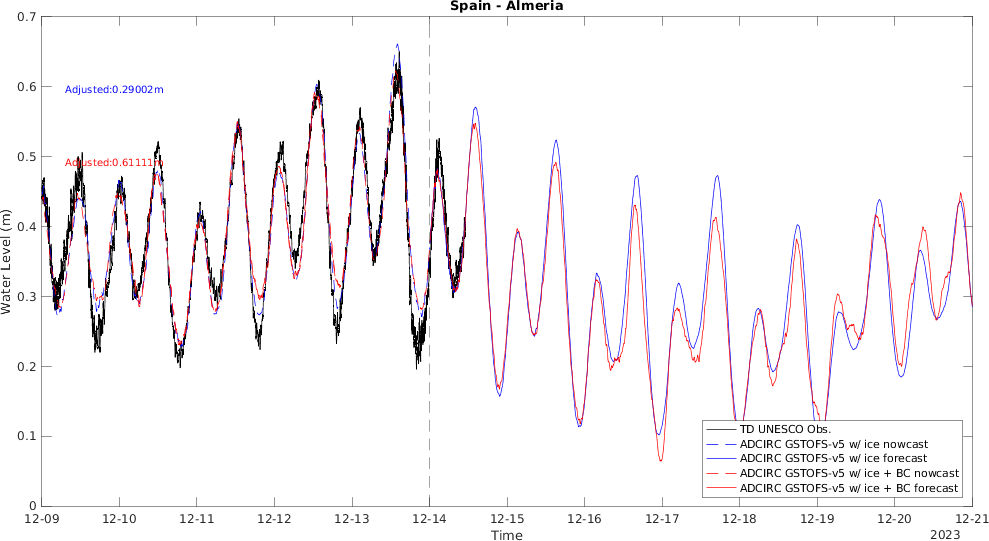 Spain - Almeria
0.7
0.6
0.5
0.4
0.3
0.2
0.1
0
Water Level (m)
Adjusted:0.29002m
Adjusted:0.61111m
TD UNESCO Obs.
ADCIRC GSTOFS-v5 w/ ice nowcast
ADCIRC GSTOFS-v5 w/ ice forecast
ADCIRC GSTOFS-v5 w/ ice + BC nowcast
ADCIRC GSTOFS-v5 w/ ice + BC forecast
12-09 12-10 12-11 12-12 12-13 12-14 12-15 12-16 12-17 12-18 12-19 12-20 12-21
Time
2023